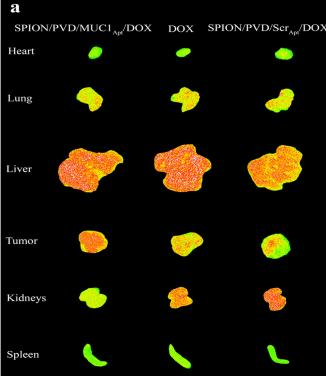 a
SPION/PVD/MUC1Apt/DOX DOX SPION/PVD/ScrApt/DOX
Heart
Lung
Liver
Tumor
Kidneys
Spleen